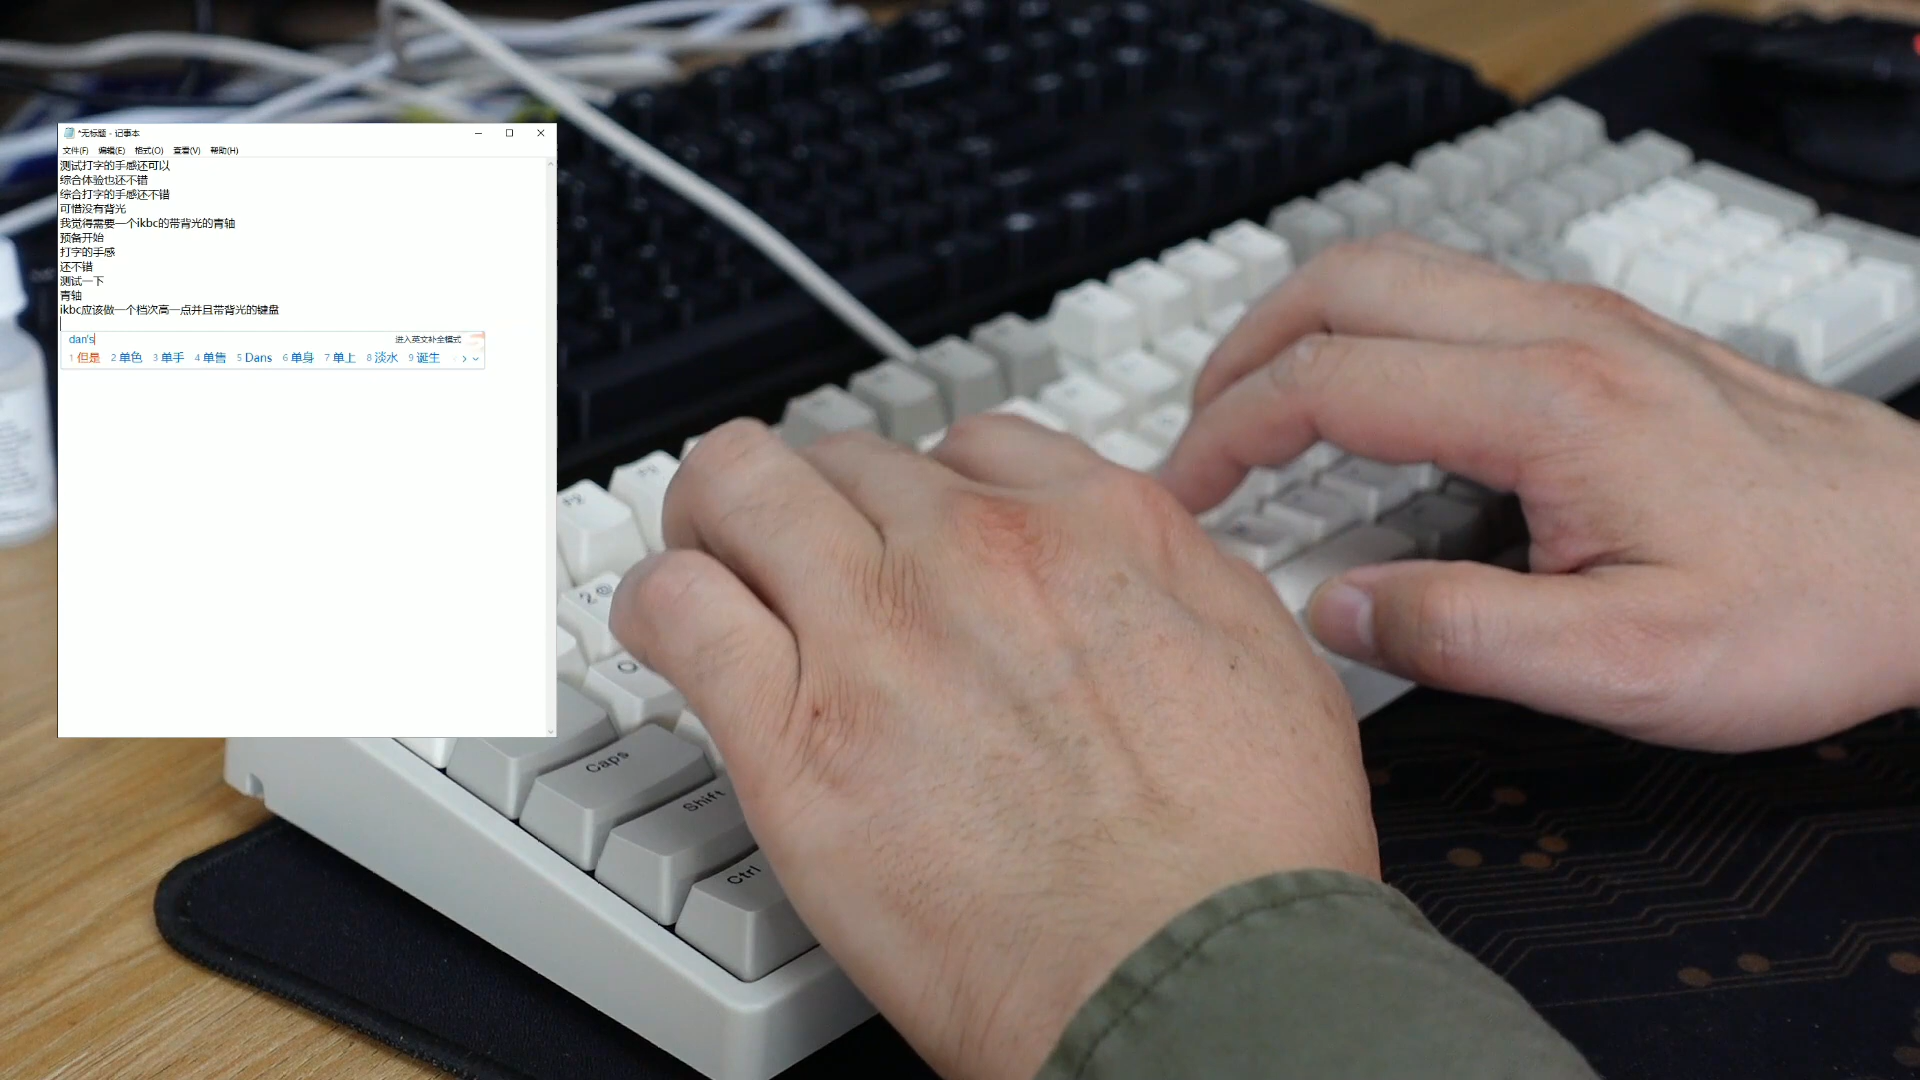 *无标题 - 记事本
文件(F) 编辑(E) 格式(O) 查看(V) 帮助(H)
测试打字的手感还可以
综合体验也还不错
综合打字的手感还不错
可惜没有背光
我觉得需要一个ikbc的带背光的青轴
预备开始
打字的手感
还不错
测试一下
青轴
ikbc应该做一个档次高一点并且带背光的键盘
dan's 进入英文补全模式
1 但是 2 单色 3 单手 4 单售 5 Dans 6 单身 7 单上 8 淡水 9 诞生
F2
2 @
Caps
Shift
Ctrl